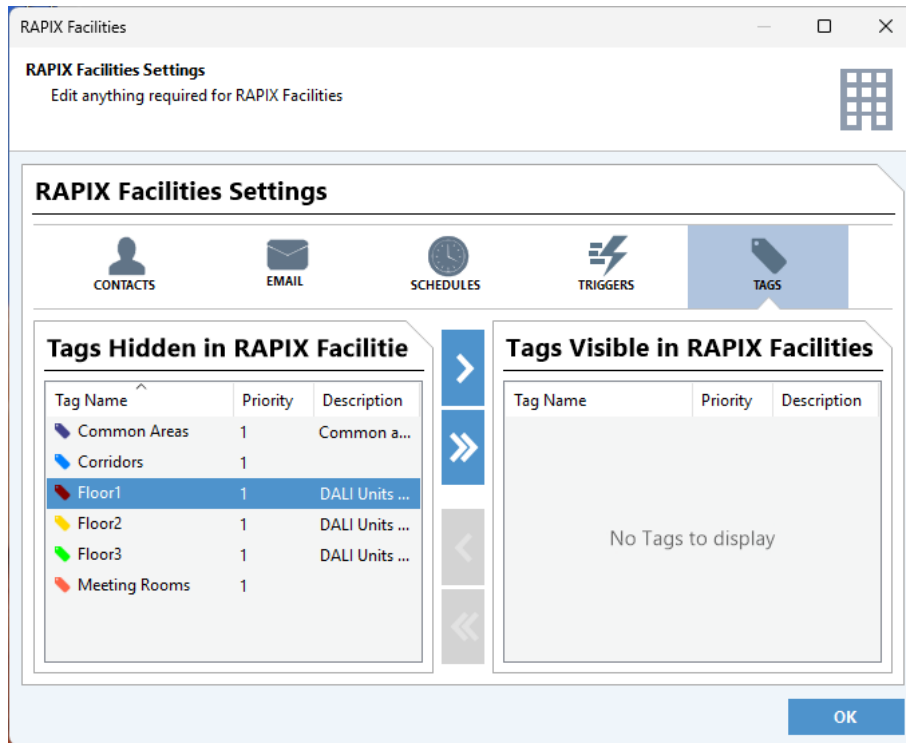 RAPIX Facilities
RAPIX Facilities Settings
Edit anything required for RAPIX Facilities
RAPIX Facilities Settings
CONTACTS EMAIL SCHEDULES TRIGGERS TAGS
Tags Hidden in RAPIX Facilitie
Tag Name Priority Description
Common Areas 1 Common a...
Corridors 1
Floor1 1 DALI Units ...
Floor2 1 DALI Units ...
Floor3 1 DALI Units ...
Meeting Rooms 1
Tags Visible in RAPIX Facilities
Tag Name Priority Description
No Tags to display
OK